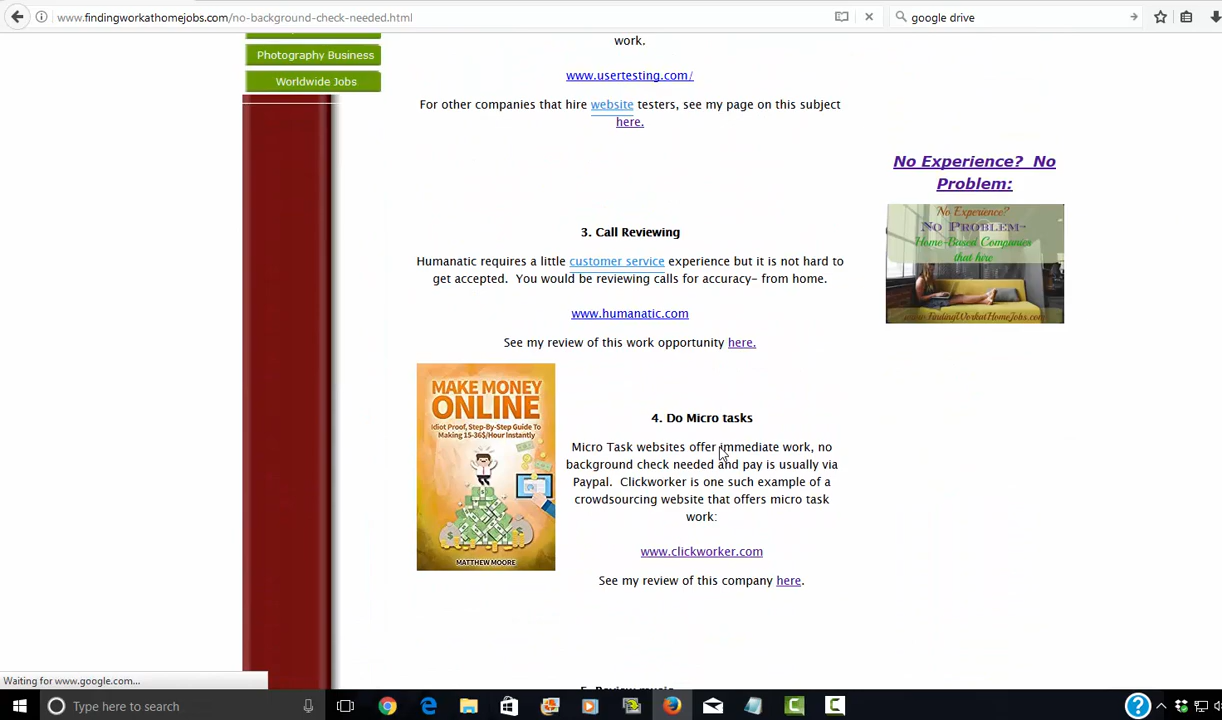 www.findingworkathomejobs.com/no-background-check-needed.html
google drive
Photography Business
Worldwide Jobs
work.
www.usertesting.com/
For other companies that hire website testers, see my page on this subject
here.
No Experience? No
Problem:
No Experience?
No Problem-
Home-Based Companies
that hire
www.FindingWorkatHomeJobs.com
3. Call Reviewing
Humanatic requires a little customer service experience but it is not hard to
get accepted. You would be reviewing calls for accuracy- from home.
www.humanatic.com
See my review of this work opportunity here.
MAKE MONEY
ONLINE
Idiot Proof, Step-By-Step Guide To
Making 15-36$/Hour Instantly
MATTHEW MOORE
4. Do Micro tasks
Micro Task websites offer immediate work, no
background check needed and pay is usually via
Paypal. Clickworker is one such example of a
crowdsourcing website that offers micro task
work:
www.clickworker.com
See my review of this company here.
5. Review music
Waiting for www.google.com...
Type here to search